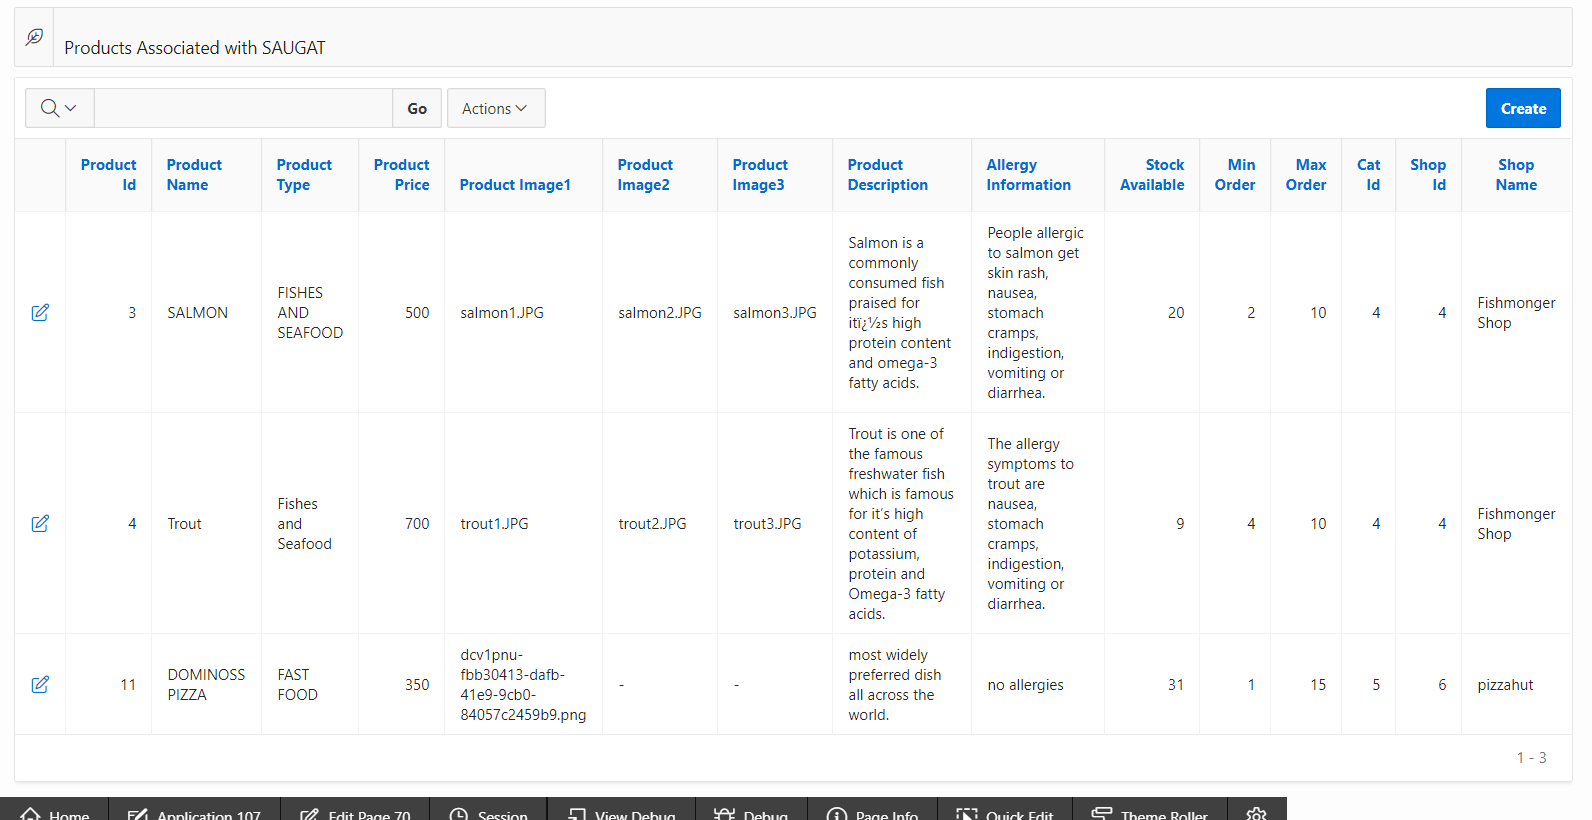 Products Associated with SAUGAT
Go
Actions
Create
Product Id
Product Name
Product Type
Product Price
Product Image1
Product Image2
Product Image3
Product Description
Allergy Information
Stock Available
Min Order
Max Order
Cat Id
Shop Id
Shop Name
3
SALMON
FISHES
AND
SEAFOOD
500
salmon1.JPG
salmon2.JPG
salmon3.JPG
Salmon is a
commonly
consumed fish
praised for
itï¿½s high
protein content
and omega-3
fatty acids.
People allergic
to salmon get
skin rash,
nausea,
stomach
cramps,
indigestion,
vomiting or
diarrhea.
20
2
10
4
4
Fishmonger
Shop
4
Trout
Fishes
and
Seafood
700
trout1.JPG
trout2.JPG
trout3.JPG
Trout is one of
the famous
freshwater fish
which is famous
for it's high
content of
potassium,
protein and
Omega-3 fatty
acids.
The allergy
symptoms to
trout are
nausea,
stomach
cramps,
indigestion,
vomiting or
diarrhea.
9
4
10
4
4
Fishmonger
Shop
11
DOMINOSS
PIZZA
FAST
FOOD
350
dcv1pnu-
fbb30413-dafb-
41e9-9cb0-
84057c2459b9.png
-
-
most widely
preferred dish
all across the
world.
no allergies
31
1
15
5
6
pizzahut
1 - 3
Home
Application 107
Edit Page 70
Session
View Debug
Debug
Page Info
Quick Edit
Theme Roller